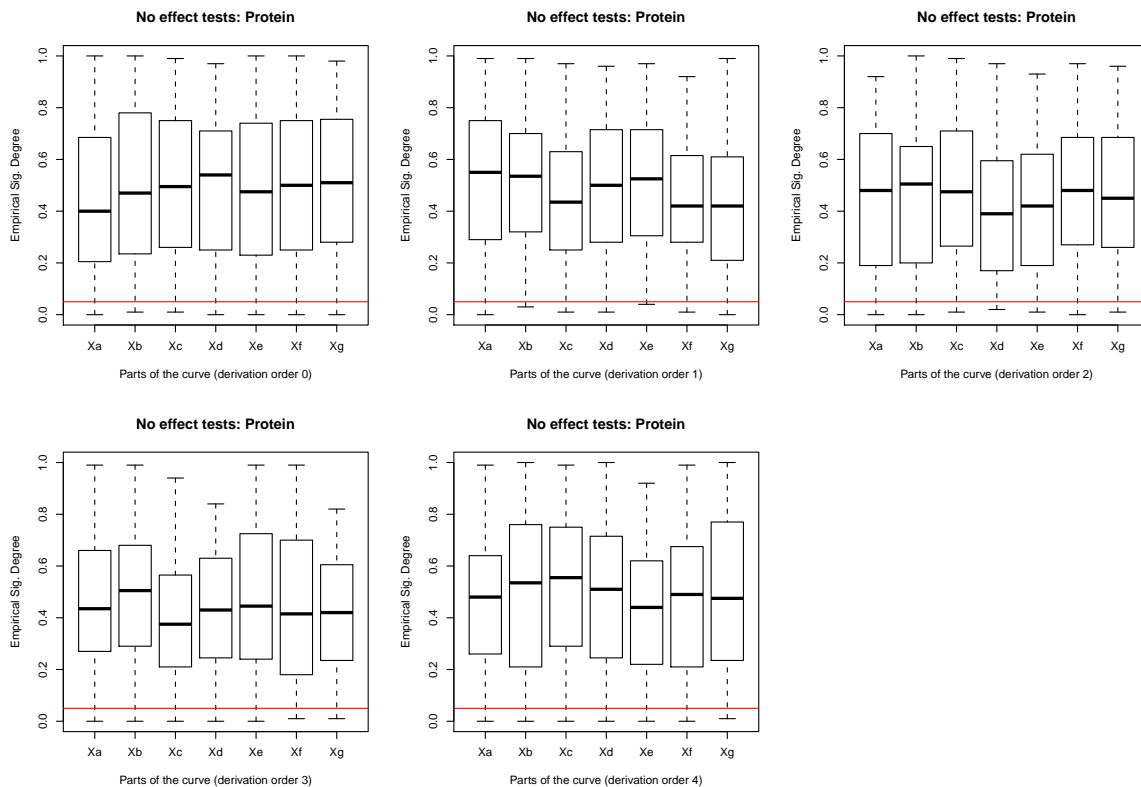 No effect tests: Protein
Empirical Sig. Degree
1.0
0.8
0.6
0.4
0.2
0.0
Xa Xb Xc Xd Xe Xf Xg
Parts of the curve (derivation order 0)
No effect tests: Protein
Empirical Sig. Degree
1.0
0.8
0.6
0.4
0.2
0.0
Xa Xb Xc Xd Xe Xf Xg
Parts of the curve (derivation order 1)
No effect tests: Protein
Empirical Sig. Degree
1.0
0.8
0.6
0.4
0.2
0.0
Xa Xb Xc Xd Xe Xf Xg
Parts of the curve (derivation order 2)
No effect tests: Protein
Empirical Sig. Degree
1.0
0.8
0.6
0.4
0.2
0.0
Xa Xb Xc Xd Xe Xf Xg
Parts of the curve (derivation order 3)
No effect tests: Protein
Empirical Sig. Degree
1.0
0.8
0.6
0.4
0.2
0.0
Xa Xb Xc Xd Xe Xf Xg
Parts of the curve (derivation order 4)